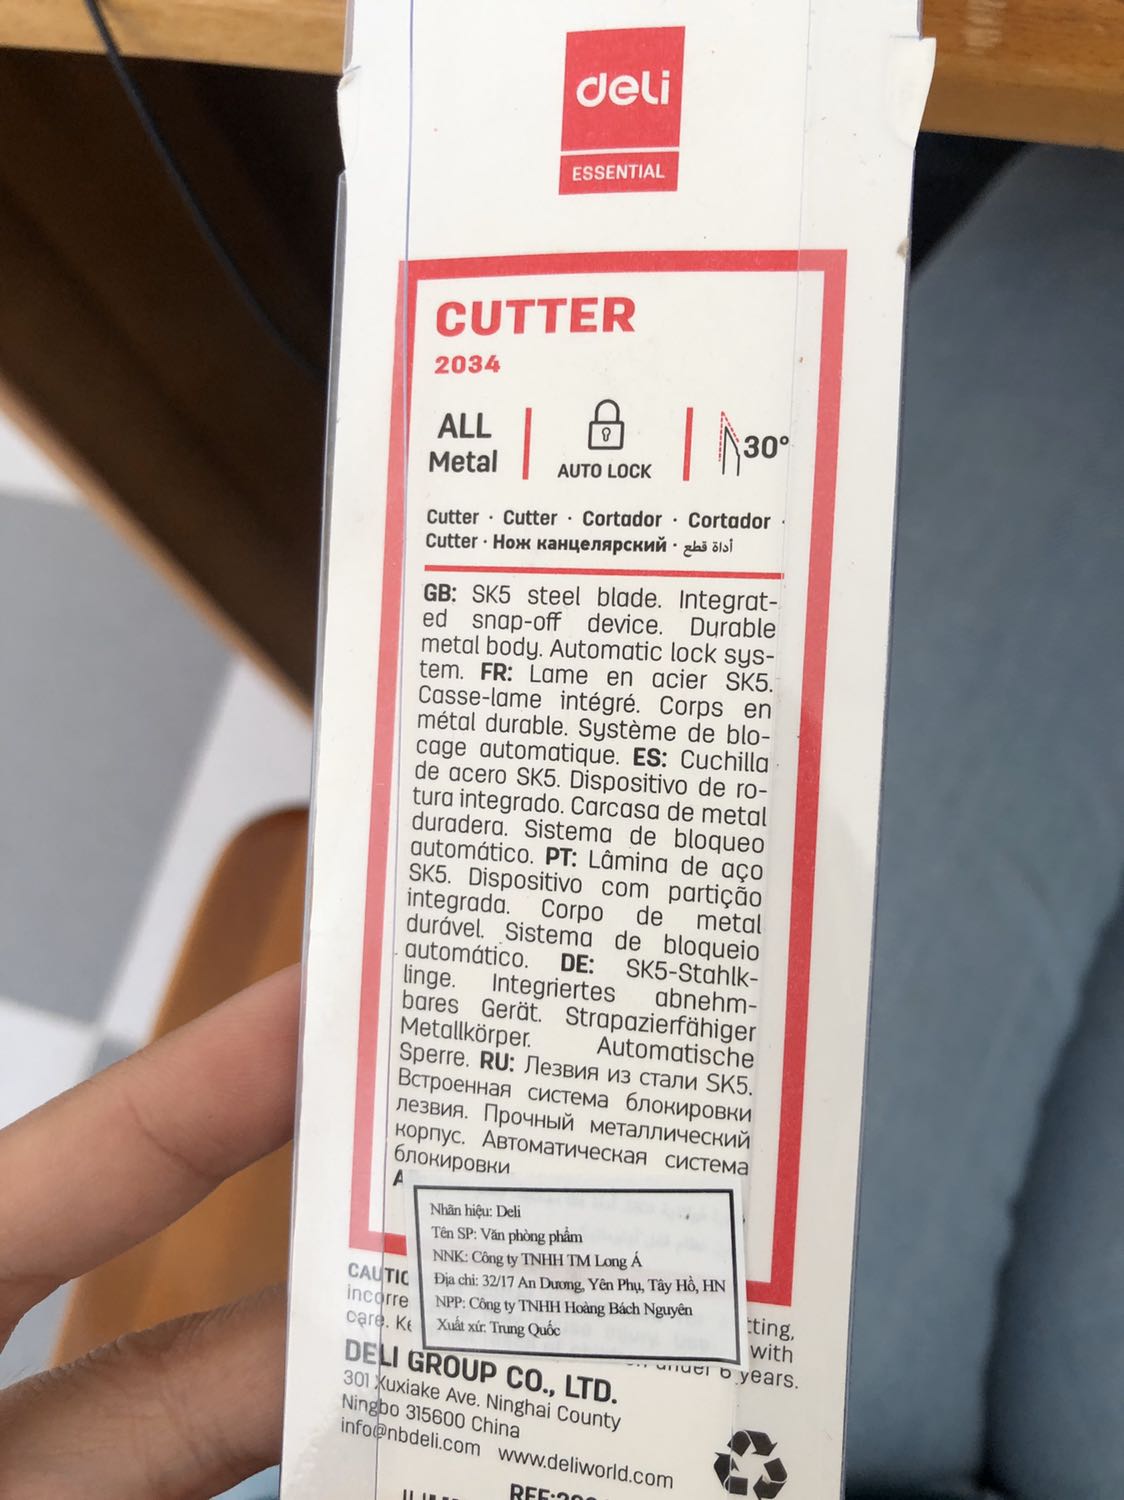 deli
ESSENTIAL
CUTTER
2034
ALL
Metal
AUTO LOCK
30°
Cutter · Cutter · Cortador · Cortador ·
Cutter · Нож канцелярский · أداة قطع
GB: SK5 steel blade. Integrat-
ed snap-off device. Durable
metal body. Automatic lock sys-
tem. FR: Lame en acier SK5.
Casse-lame intégré. Corps en
métal durable. Système de blo-
cage automatique. ES: Cuchilla
de acero SK5. Dispositivo de ro-
tura integrado. Carcasa de metal
duradera. Sistema de bloqueo
automático. PT: Lâmina de aço
SK5. Dispositivo com partição
integrada. Corpo de metal
durável. Sistema de bloqueio
automático. DE: SK5-Stahlk-
linge. Integriertes abnehm-
bares Gerät. Strapazierfähiger
Metallkörper. Automatische
Sperre. RU: Лезвия из стали SK5.
Встроенная система блокировки
лезвия. Прочный металлический
корпус. Автоматическая система
блокировки
Nhãn hiệu: Deli
Tên SP: Văn phòng phẩm
NNK: Công ty TNHH TM Long Á
Địa chỉ: 32/17 An Dương, Yên Phụ, Tây Hồ, HN
NPP: Công ty TNHH Hoàng Bách Nguyên
Xuất xứ: Trung Quốc
care.
with
under 6 years.
DELI GROUP CO., LTD.
301 Xuxiake Ave. Ninghai County
Ningbo 315600 China
info@nbdeli.com www.deliworld.com